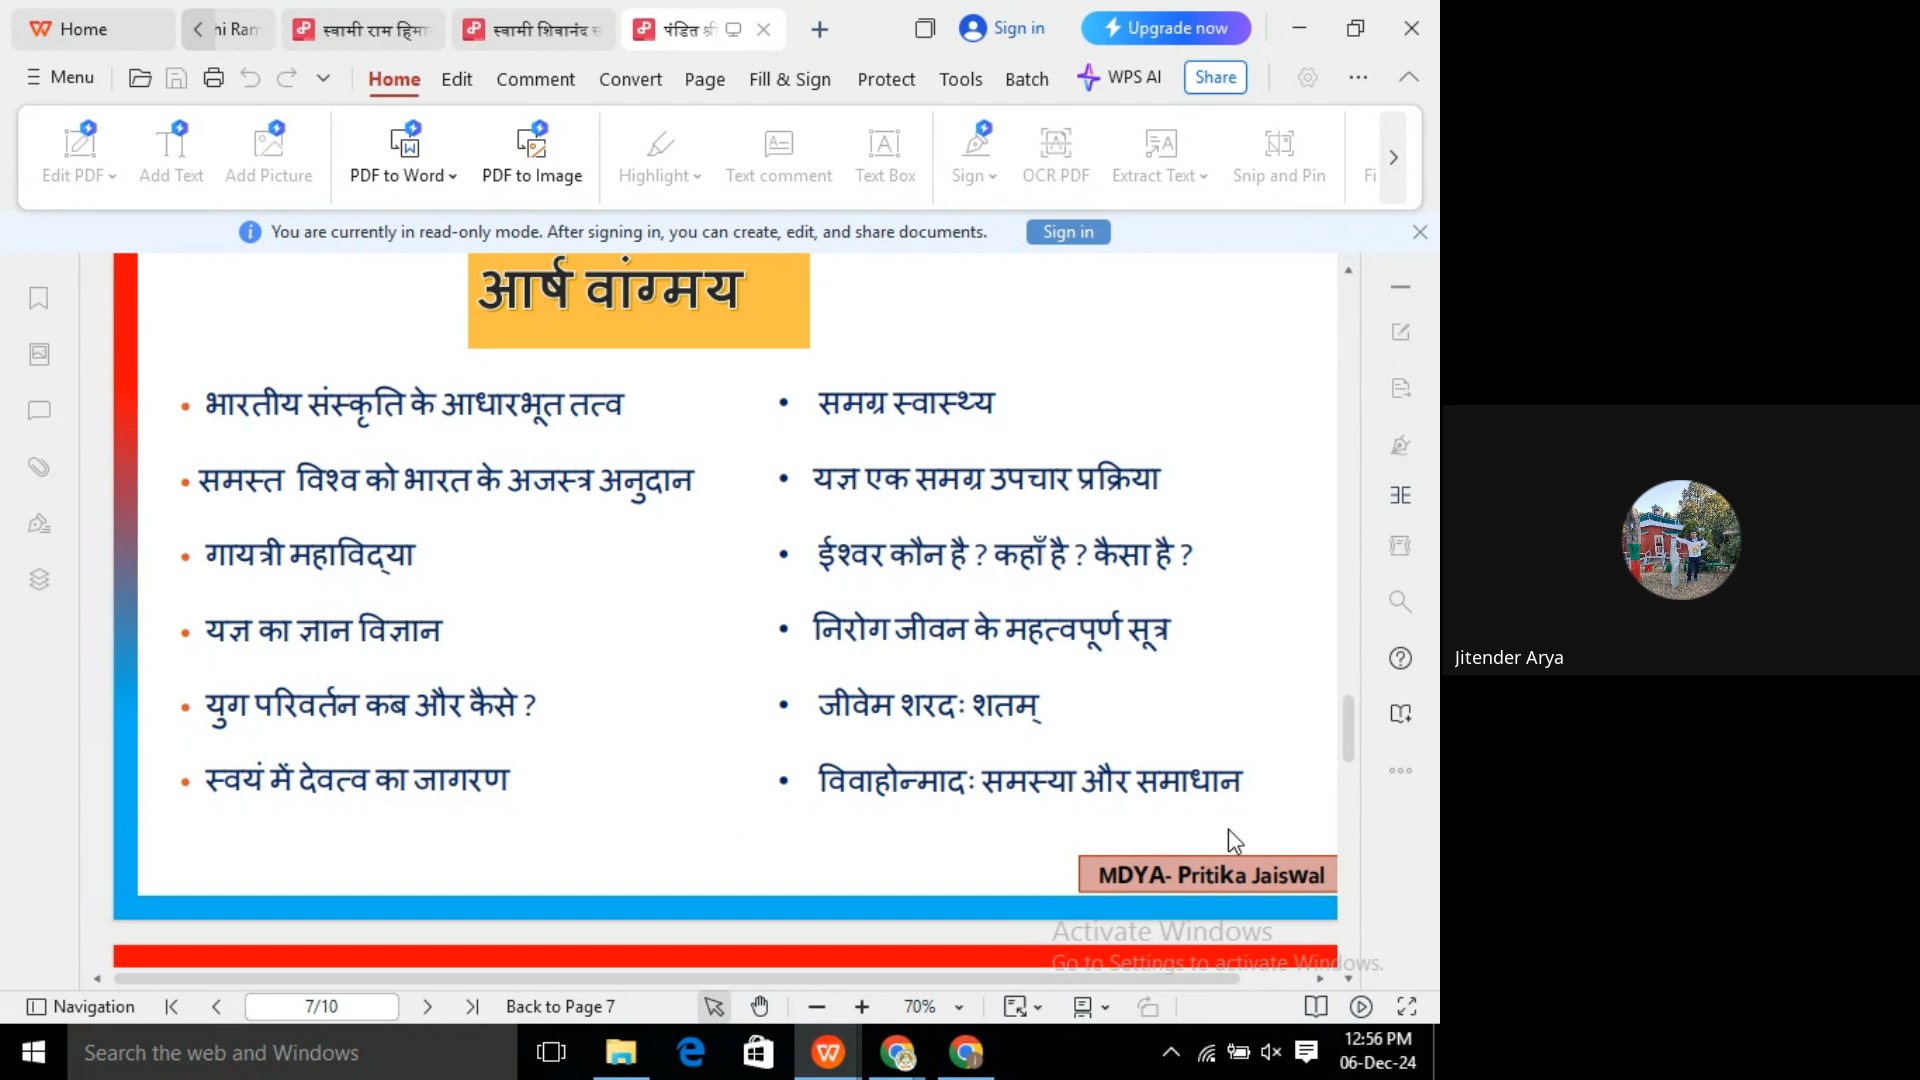 Home
hi Ram
स्वामी राम हिमा
स्वामी शिवानंद स
पंडित श्री
Sign in
Upgrade now
Menu
Home
Edit
Comment
Convert
Page
Fill & Sign
Protect
Tools
Batch
WPS AI
Share
Edit PDF
Add Text
Add Picture
PDF to Word
PDF to Image
Highlight
Text comment
Text Box
Sign
OCR PDF
Extract Text
Snip and Pin
Fi
You are currently in read-only mode. After signing in, you can create, edit, and share documents.
Sign in
आर्ष वांग्मय
• भारतीय संस्कृति के आधारभूत तत्व
• समस्त विश्व को भारत के अजस्त्र अनुदान
• गायत्री महाविद्‌या
• यज्ञ का ज्ञान विज्ञान
• युग परिवर्तन कब और कैसे ?
• स्वयं में देवत्व का जागरण
• समग्र स्वास्थ्य
• यज्ञ एक समग्र उपचार प्रक्रिया
• ईश्वर कौन है ? कहाँ है ? कैसा है ?
• निरोग जीवन के महत्वपूर्ण सूत्र
• जीवेम शरदः शतम्
• विवाहोन्मादः समस्या और समाधान
MDYA- Pritika Jaiswal
Activate Windows
Go to Settings to activate Windows.
Jitender Arya
Navigation
7/10
Back to Page 7
70%
Search the web and Windows
12:56 PM
06-Dec-24